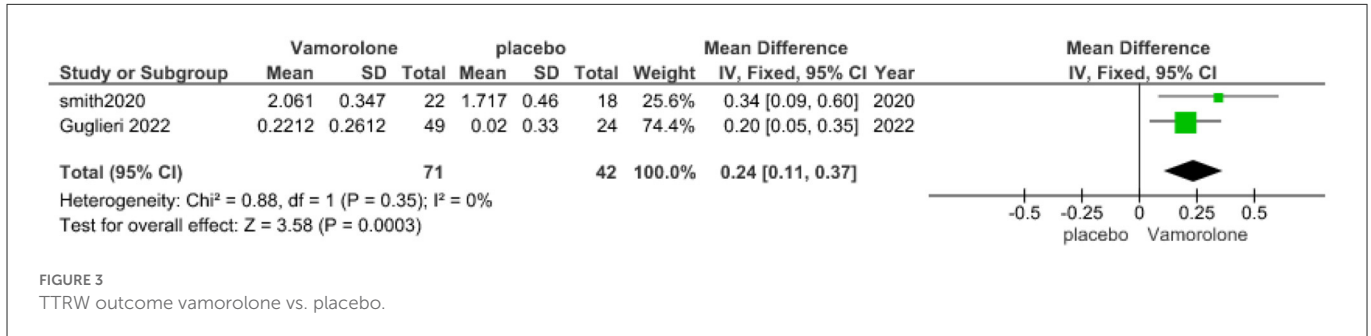 Vamorolone placebo Mean Difference Mean Difference
Study or Subgroup Mean SD Total Mean SD Total Weight IV, Fixed, 95% CI Year IV, Fixed, 95% CI
smith2020 2.061 0.347 22 1.717 0.46 18 25.6% 0.34 [0.09, 0.60] 2020
Guglieri 2022 0.2212 0.2612 49 0.02 0.33 24 74.4% 0.20 [0.05, 0.35] 2022
Total (95% CI) 71 42 100.0% 0.24 [0.11, 0.37]
Heterogeneity: Chi² = 0.88, df = 1 (P = 0.35); I² = 0%
Test for overall effect: Z = 3.58 (P = 0.0003)
-0.5 -0.25 0 0.25 0.5
placebo Vamorolone
FIGURE 3
TTRW outcome vamorolone vs. placebo.